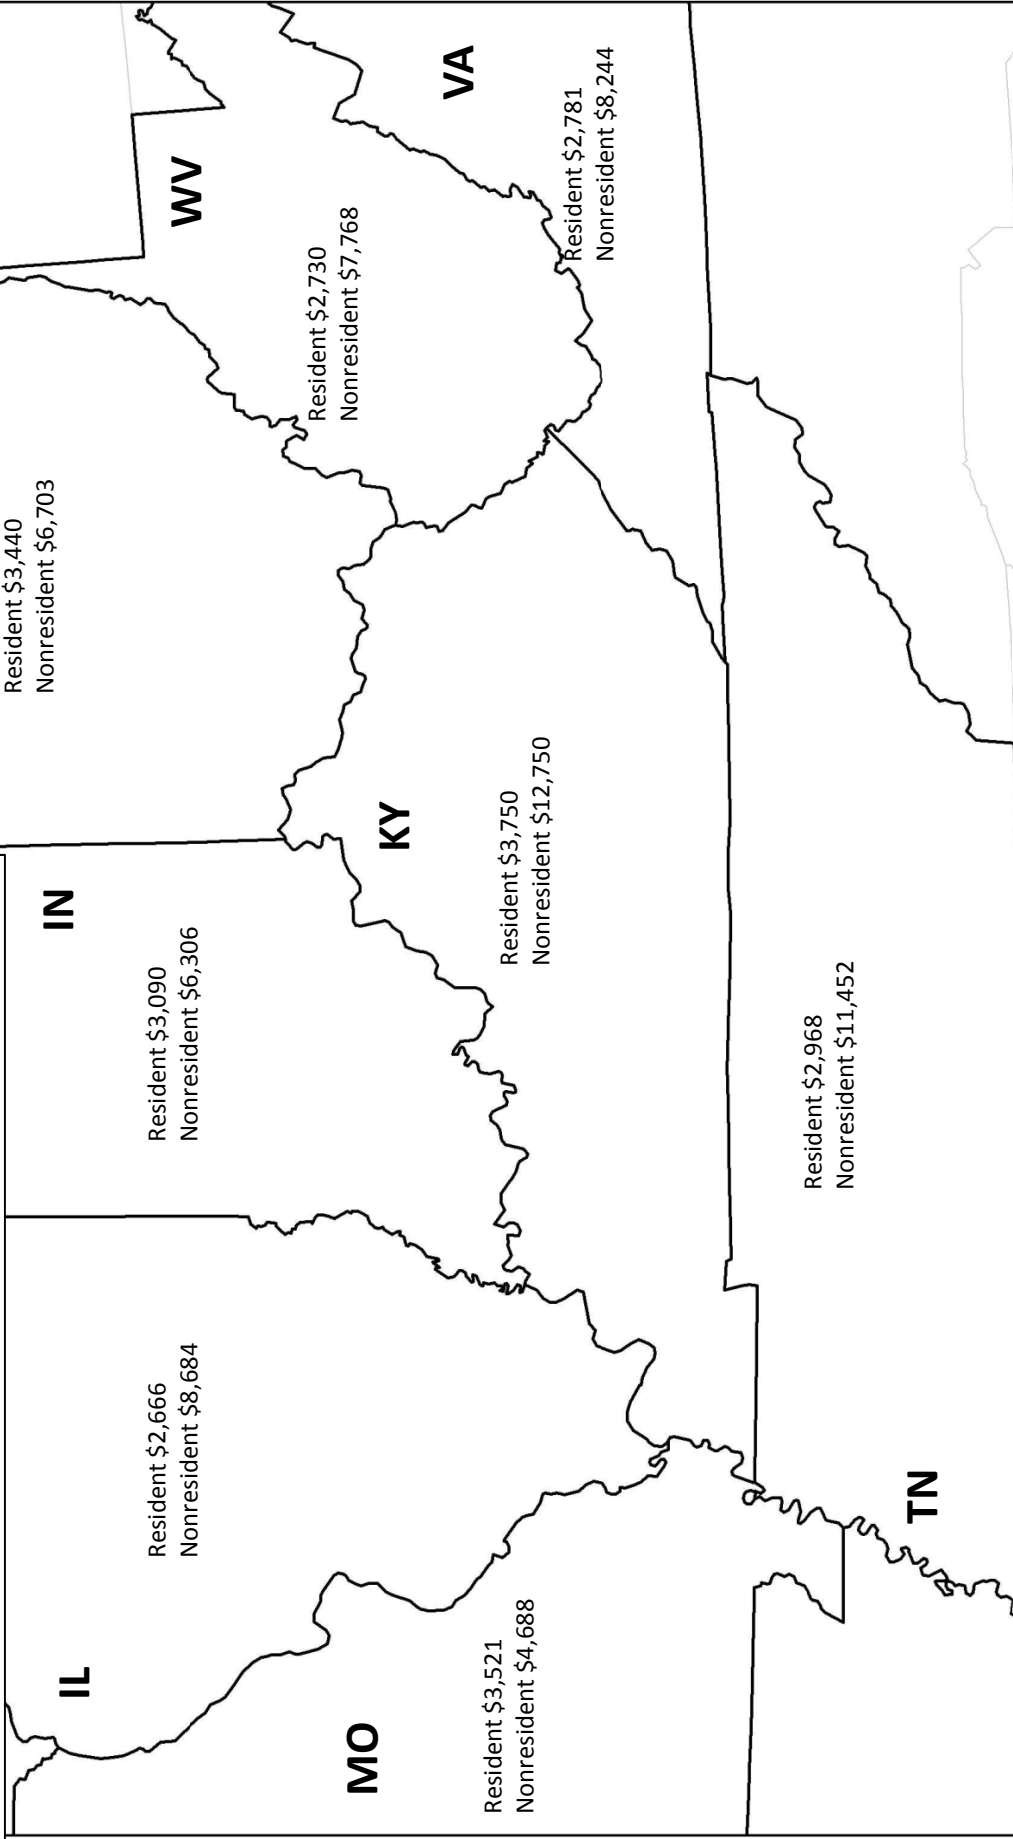 Resident $3,440
Nonresident $6,703
IN
Resident $3,090
Nonresident $6,306
IL
Resident $2,666
Nonresident $8,684
WV
Resident $2,730
Nonresident $7,768
VA
Resident $2,781
Nonresident $8,244
KY
Resident $3,750
Nonresident $12,750
MO
Resident $3,521
Nonresident $4,688
TN
Resident $2,968
Nonresident $11,452